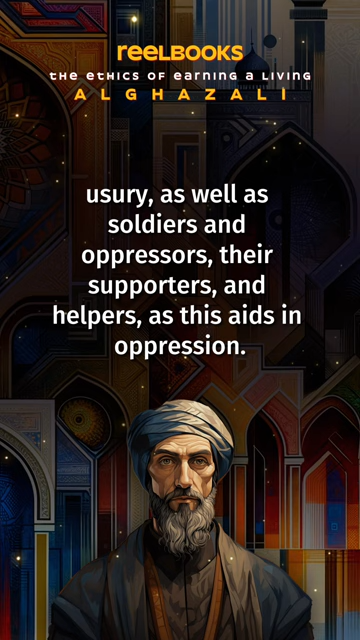 reelbooks
the ethics of earning a living
ALGHAZALI
usury, as well as
soldiers and
oppressors, their
supporters, and
helpers, as this aids in
oppression.